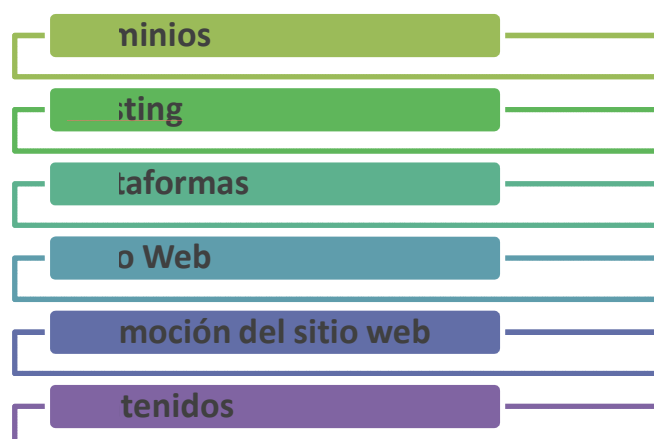 minios
sting
taformas
o Web
moción del sitio web
tenidos